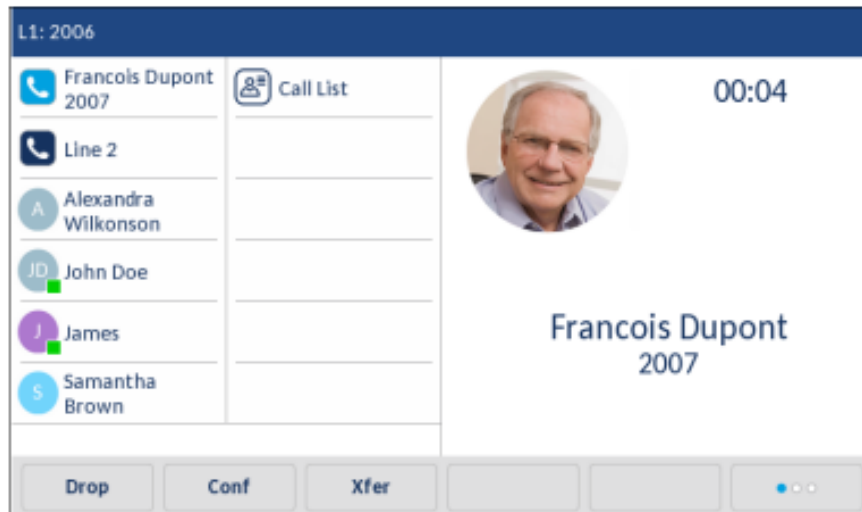 L1: 2006
Francois Dupont
2007
Line 2
A
Alexandra
Wilkonson
JD
John Doe
J
James
S
Samantha
Brown
Call List
00:04
Francois Dupont
2007
Drop
Conf
Xfer